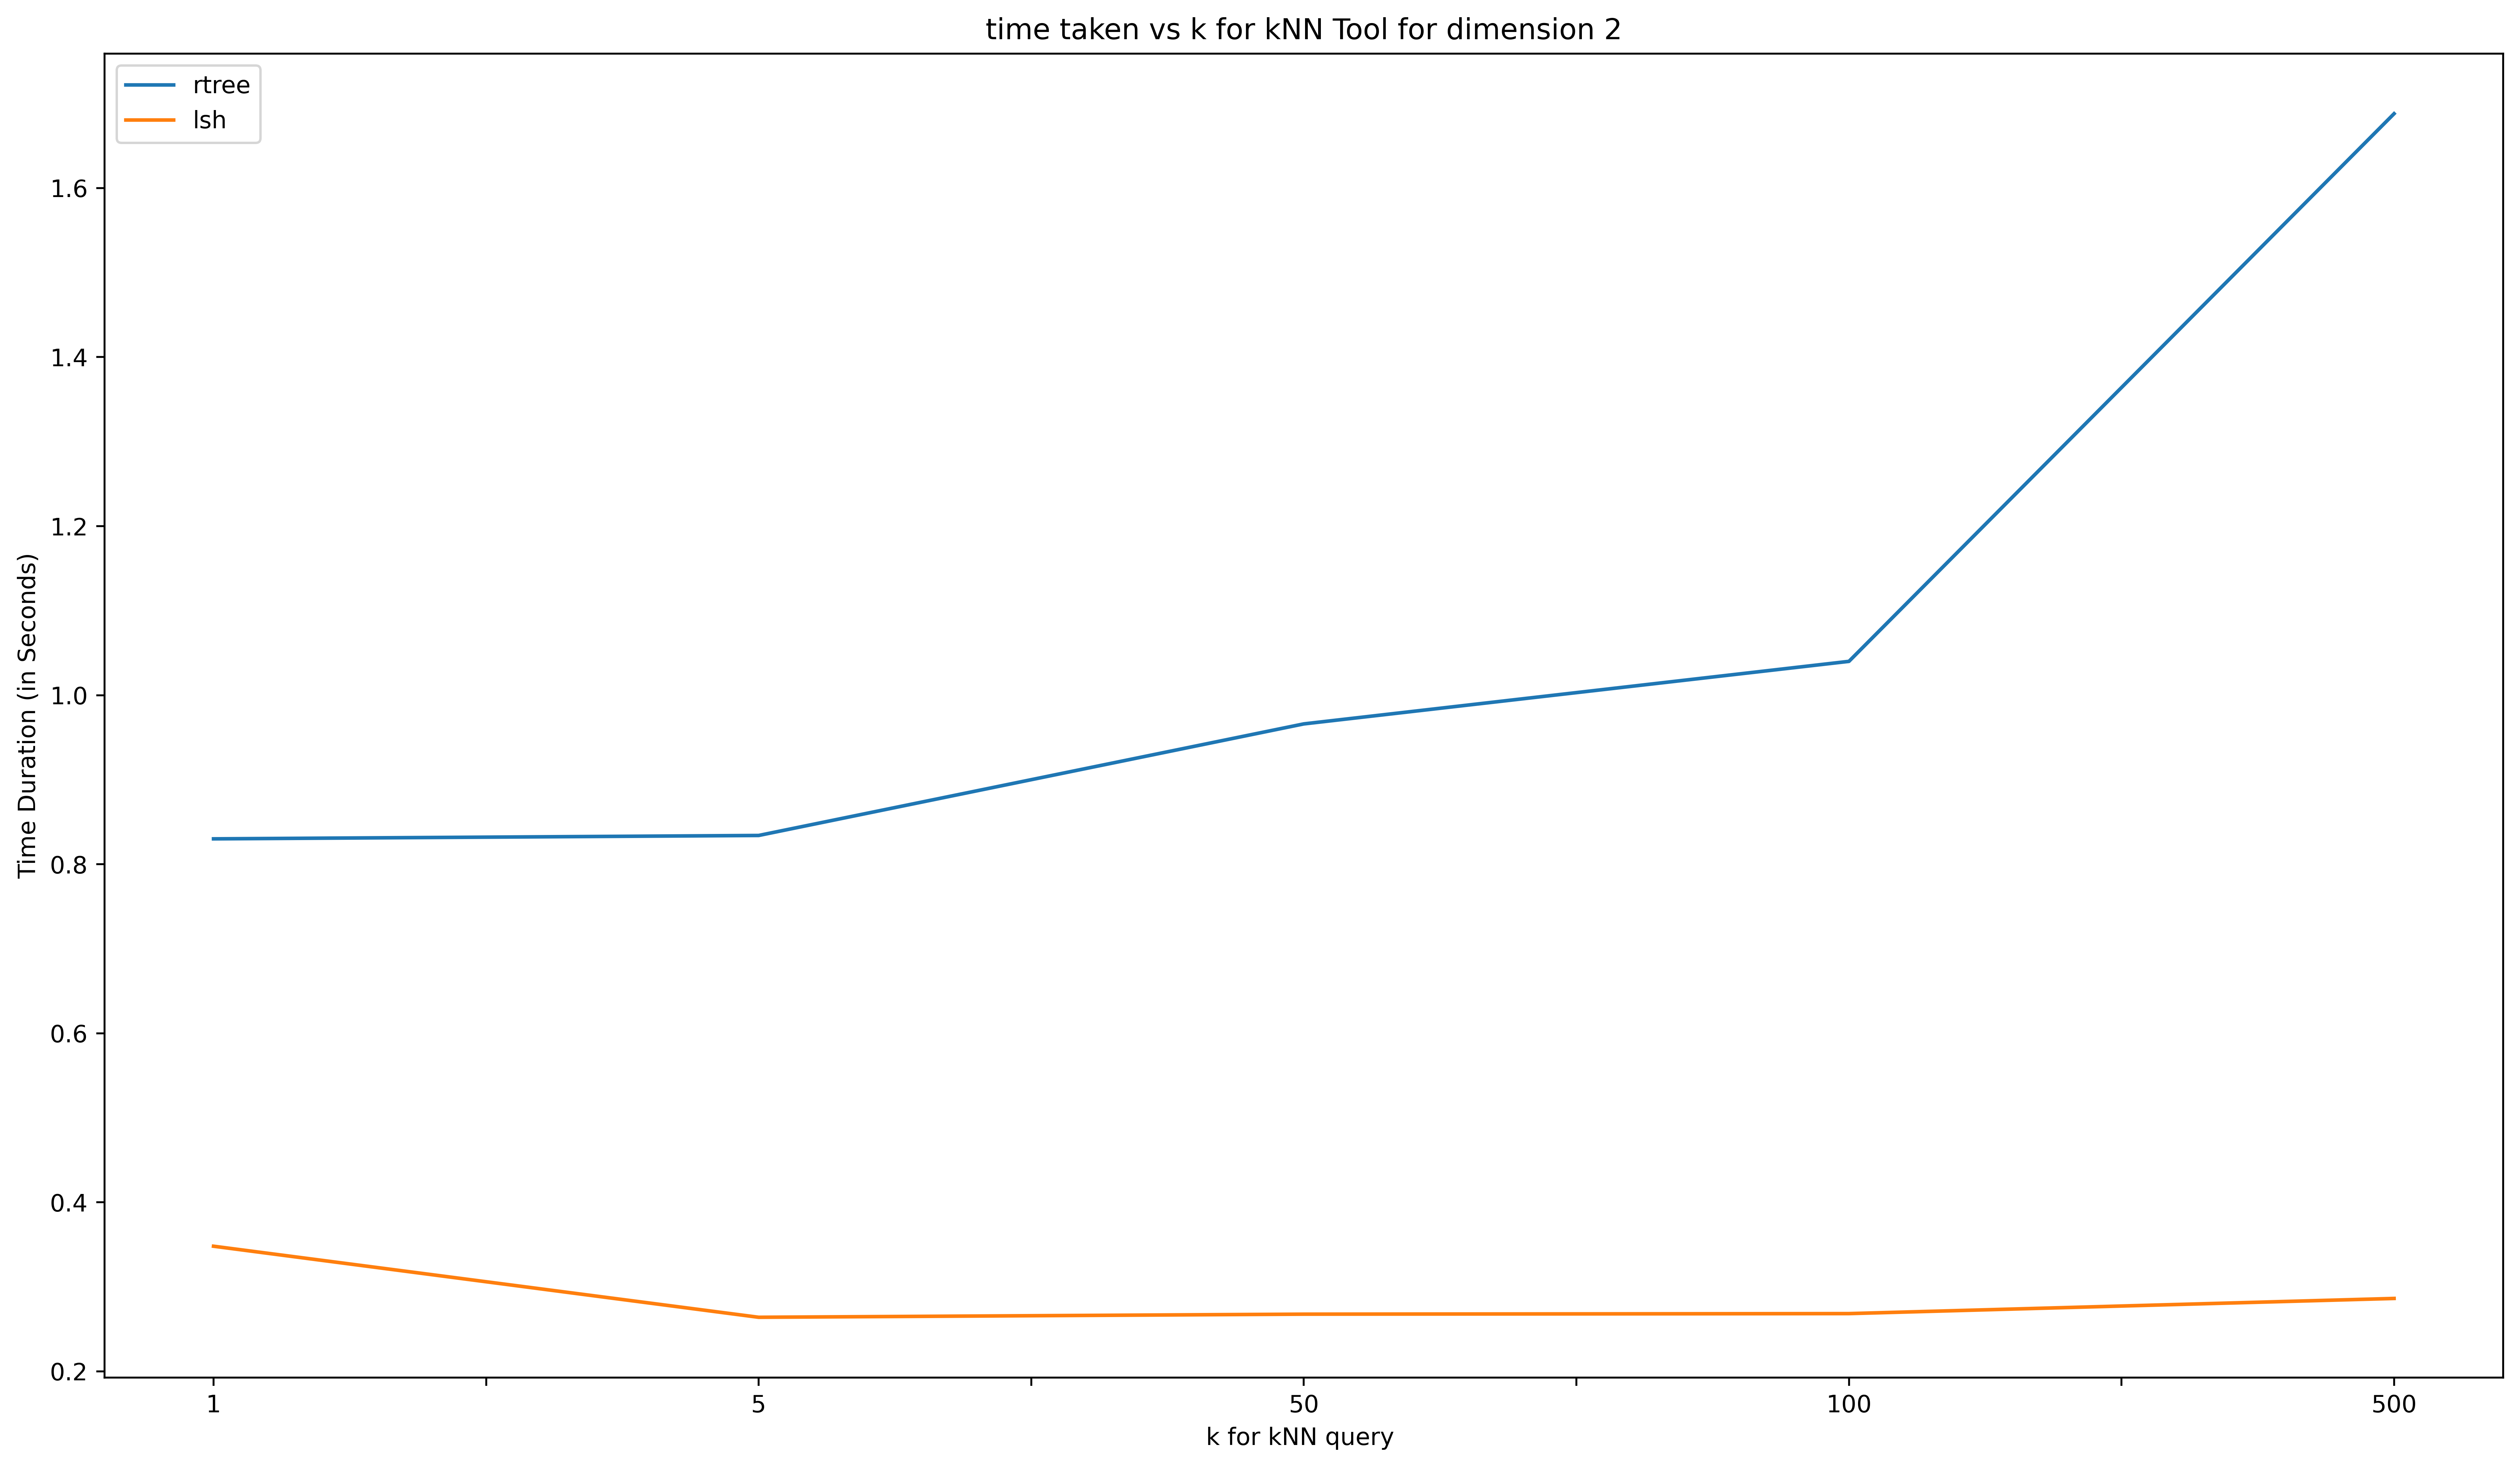 time taken vs k for kNN Tool for dimension 2
rtree
lsh
1.6
1.4
1.2
1.0
0.8
0.6
0.4
0.2
Time Duration (in Seconds)
1 5 50 100 500
k for kNN query